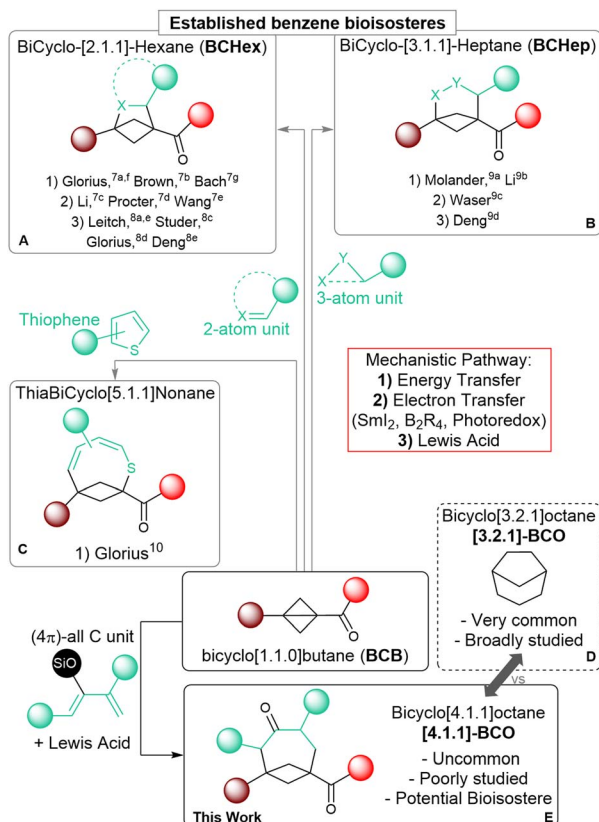 Established benzene bioisosteres
BiCyclo-[2.1.1]-Hexane (BCHex)
X
O
1) Glorius,7a,f Brown,7b Bach7g
2) Li,7c Procter,7d Wang7e
3) Leitch,8a,e Studer,8c
Glorius,8d Deng8e
A
BiCyclo-[3.1.1]-Heptane (BCHep)
X
Y
O
1) Molander,9a Li9b
2) Waser9c
3) Deng9d
B
Thiophene
S
X
2-atom unit
Y
X
3-atom unit
ThiaBiCyclo[5.1.1]Nonane
S
O
1) Glorius10
C
Mechanistic Pathway:
1) Energy Transfer
2) Electron Transfer
(SmI2, B2R4, Photoredox)
3) Lewis Acid
Bicyclo[3.2.1]octane
[3.2.1]-BCO
- Very common
- Broadly studied
D
O
bicyclo[1.1.0]butane (BCB)
(4π)-all C unit
SiO
+ Lewis Acid
vs
O
O
This Work
Bicyclo[4.1.1]octane
[4.1.1]-BCO
- Uncommon
- Poorly studied
- Potential Bioisostere
E